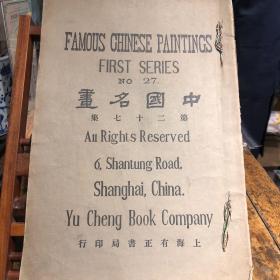 FAMOUS CHINESE PAINTINGS
FIRST SERIES
No 27.
畫名國中
集七十二第
All Rights Reserved
6, Shantung Road,
Shanghai, China.
Yu Cheng Book Company
行印局書正有海上